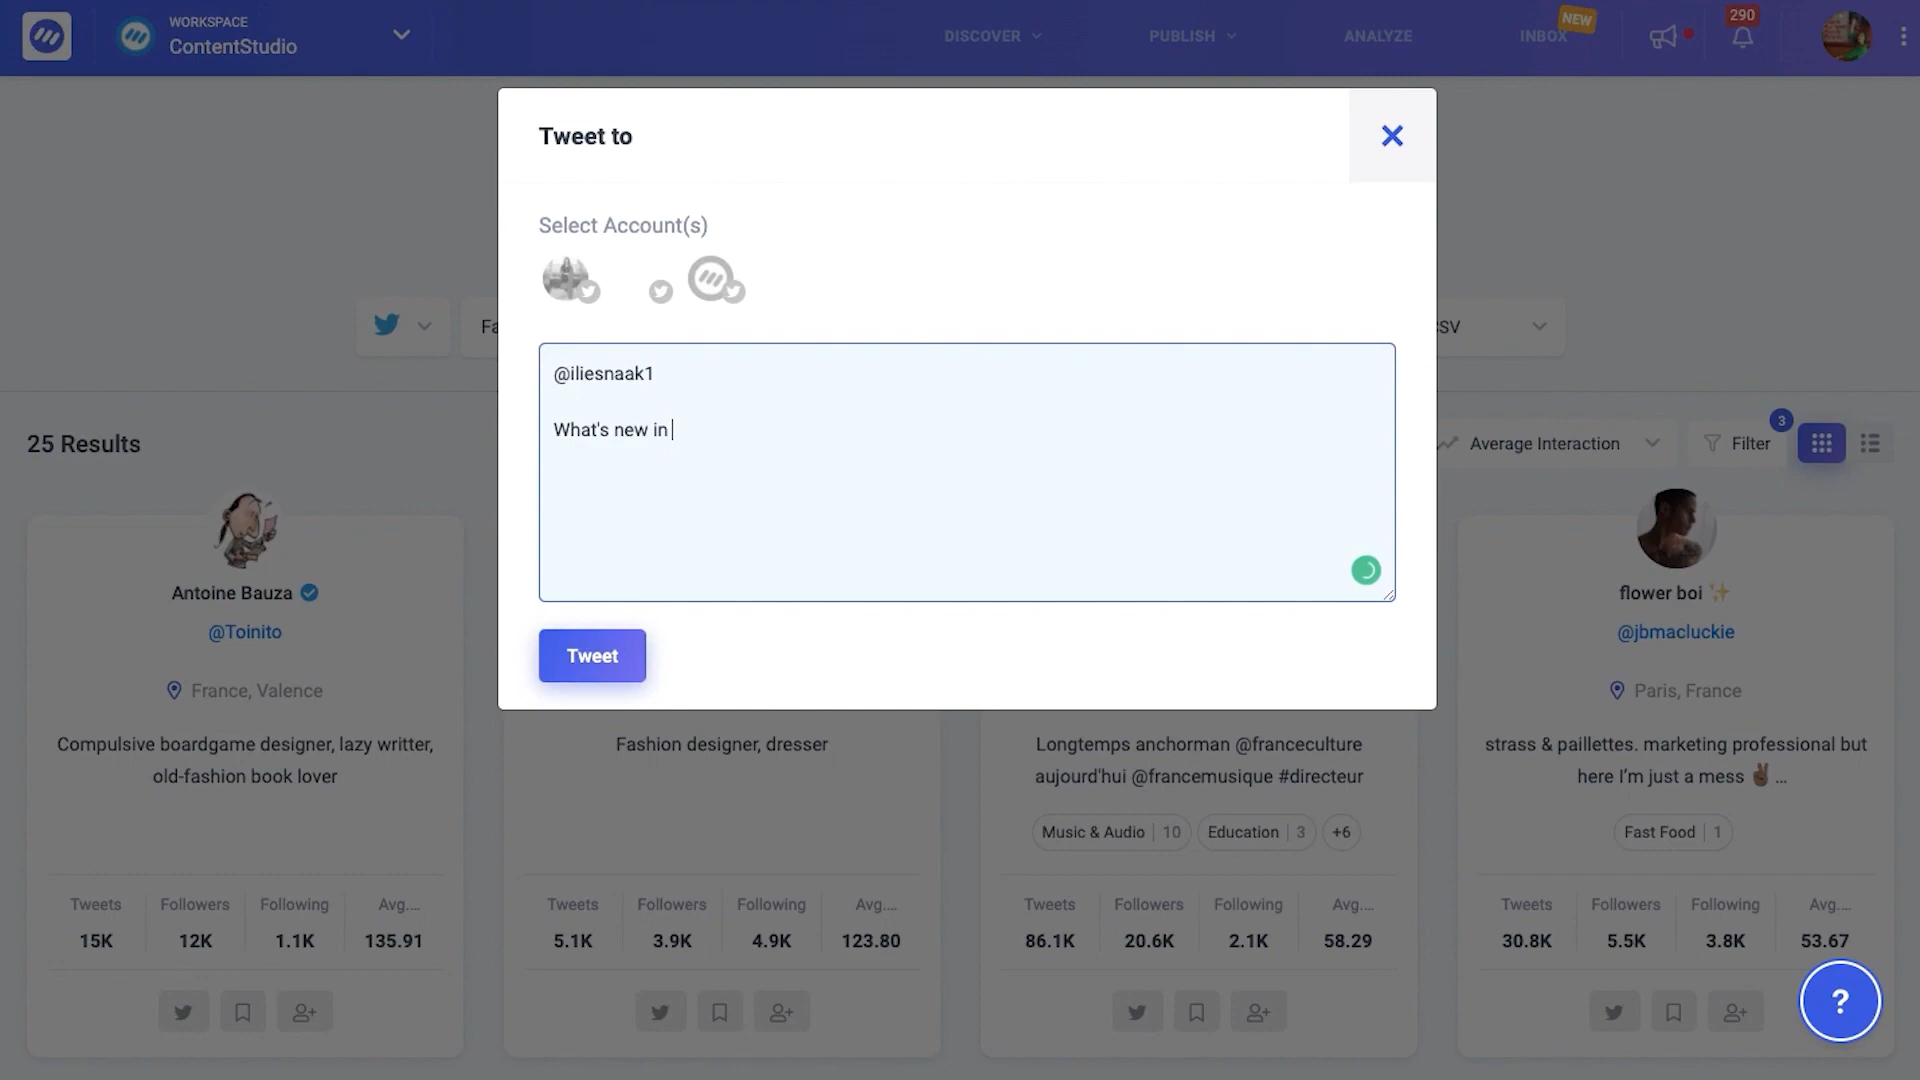 WORKSPACE
ContentStudio
DISCOVER
PUBLISH
ANALYZE
INBOX
NEW
290
Tweet to
Select Account(s)
@iliesnaak1
What's new in
Tweet
25 Results
Average Interaction
Filter
3
Antoine Bauza
@Toinito
France, Valence
Compulsive boardgame designer, lazy writter,
old-fashion book lover
Tweets Followers Following Avg....
15K 12K 1.1K 135.91
Fashion designer, dresser
Tweets Followers Following Avg....
5.1K 3.9K 4.9K 123.80
Longtemps anchorman @franceculture
aujourd'hui @francemusique #directeur
Music & Audio 10 Education 3 +6
Tweets Followers Following Avg....
86.1K 20.6K 2.1K 58.29
flower boi ✨
@jbmacluckie
Paris, France
strass & paillettes. marketing professional but
here I'm just a mess ✌🏾 ...
Fast Food 1
Tweets Followers Following Avg....
30.8K 5.5K 3.8K 53.67
?